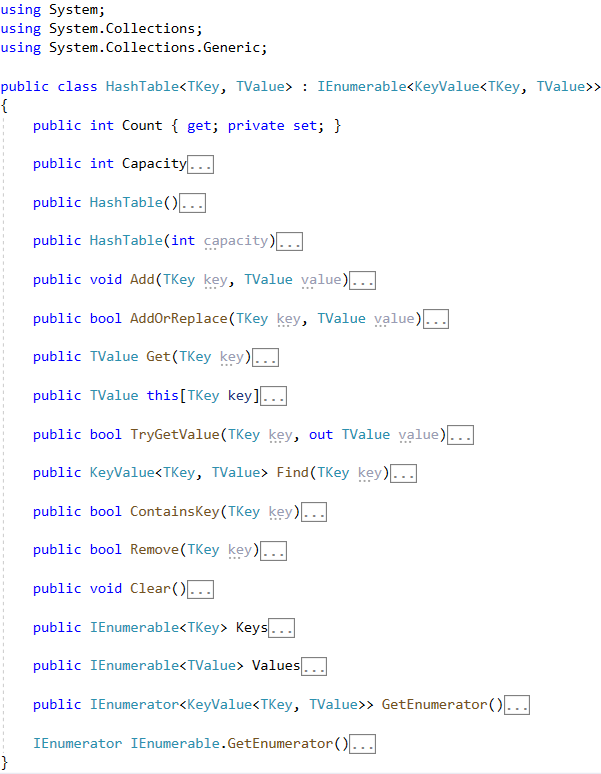 using System;
using System.Collections;
using System.Collections.Generic;
public class HashTable<TKey, TValue> : IEnumerable<KeyValue<TKey, TValue>>
{
public int Count { get; private set; }
public int Capacity...
public HashTable()...
public HashTable(int capacity)...
public void Add(TKey key, TValue value)...
public bool AddOrReplace(TKey key, TValue value)...
public TValue Get(TKey key)...
public TValue this[TKey key]...
public bool TryGetValue(TKey key, out TValue value)...
public KeyValue<TKey, TValue> Find(TKey key)...
public bool ContainsKey(TKey key)...
public bool Remove(TKey key)...
public void Clear()...
public IEnumerable<TKey> Keys...
public IEnumerable<TValue> Values...
public IEnumerator<KeyValue<TKey, TValue>> GetEnumerator()...
IEnumerator IEnumerable.GetEnumerator()...
}